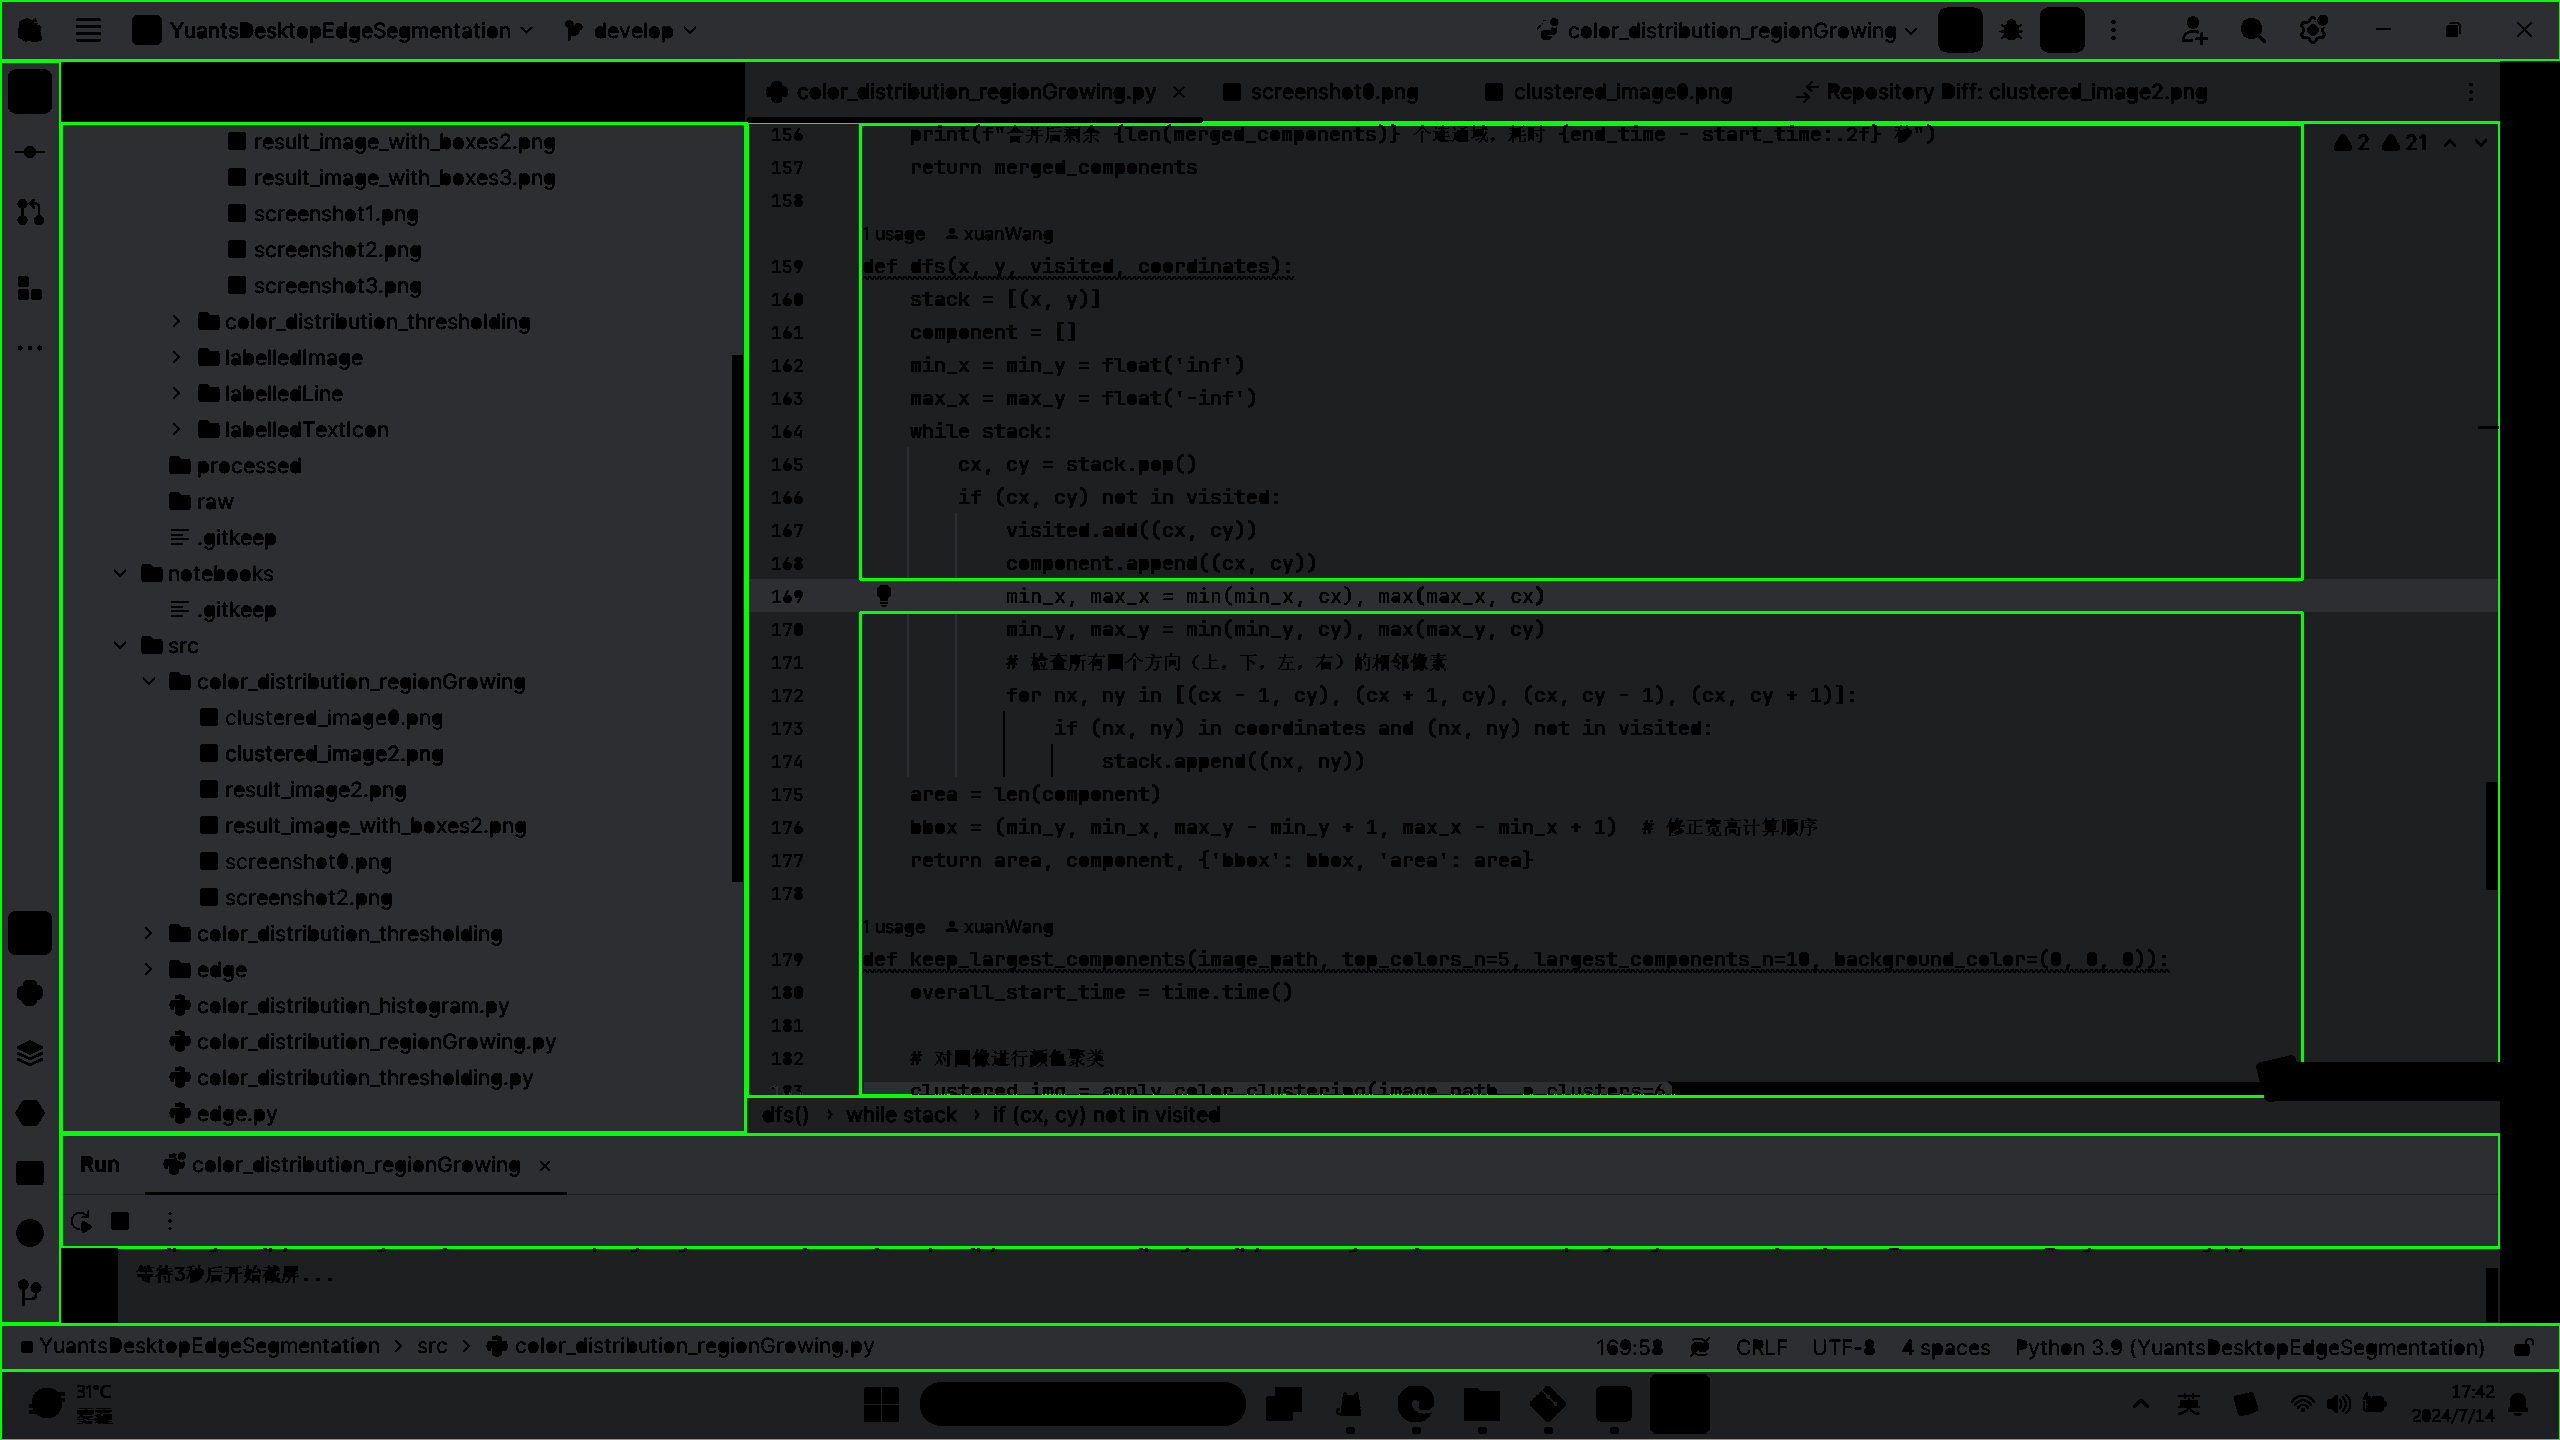 YuantsDesktopEdgeSegmentation develop color_distribution_regionGrowing
color_distribution_regionGrowing.py screenshot0.png clustered_image0.png Repository Diff: clustered_image2.png
result_image_with_boxes2.png
result_image_with_boxes3.png
screenshot1.png
screenshot2.png
screenshot3.png
color_distribution_thresholding
labelledImage
labelledLine
labelledTextIcon
processed
raw
.gitkeep
notebooks
.gitkeep
src
color_distribution_regionGrowing
clustered_image0.png
clustered_image2.png
result_image2.png
result_image_with_boxes2.png
screenshot0.png
screenshot2.png
color_distribution_thresholding
edge
color_distribution_histogram.py
color_distribution_regionGrowing.py
color_distribution_thresholding.py
edge.py
2 21
156 print(f"合并后剩余 {len(merged_components)} 个连通域，耗时 {end_time - start_time:.2f} 秒")
157 return merged_components
158
1 usage xuanWang
159 def dfs(x, y, visited, coordinates):
160 stack = [(x, y)]
161 component = []
162 min_x = min_y = float('inf')
163 max_x = max_y = float('-inf')
164 while stack:
165 cx, cy = stack.pop()
166 if (cx, cy) not in visited:
167 visited.add((cx, cy))
168 component.append((cx, cy))
169 min_x, max_x = min(min_x, cx), max(max_x, cx)
170 min_y, max_y = min(min_y, cy), max(max_y, cy)
171 # 检查所有四个方向（上，下，左，右）的相邻像素
172 for nx, ny in [(cx - 1, cy), (cx + 1, cy), (cx, cy - 1), (cx, cy + 1)]:
173 if (nx, ny) in coordinates and (nx, ny) not in visited:
174 stack.append((nx, ny))
175 area = len(component)
176 bbox = (min_y, min_x, max_y - min_y + 1, max_x - min_x + 1) # 修正宽高计算顺序
177 return area, component, {'bbox': bbox, 'area': area}
178
1 usage xuanWang
179 def keep_largest_components(image_path, top_colors_n=5, largest_components_n=10, background_color=(0, 0, 0)):
180 overall_start_time = time.time()
181
182 # 对图像进行颜色聚类
183 clustered_img = apply_color_clustering(image_path, n_clusters=6)
dfs() while stack if (cx, cy) not in visited
Run color_distribution_regionGrowing
等待3秒后开始截屏...
YuantsDesktopEdgeSegmentation src color_distribution_regionGrowing.py 169:58 CRLF UTF-8 4 spaces Python 3.9 (YuantsDesktopEdgeSegmentation)
31°C
雾霾
英
17:42
2024/7/14